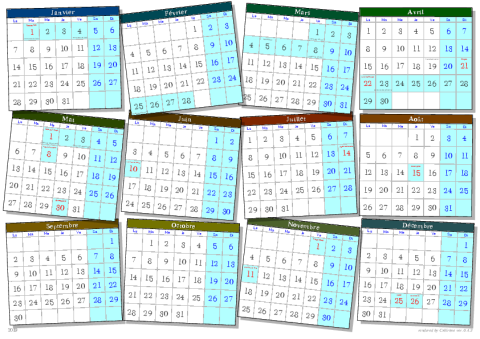 Janvier
Lu Ma Me Je Ve Sa Di
1 2 3 4 5 6
7 8 9 10 11 12 13
14 15 16 17 18 19 20
21 22 23 24 25 26 27
28 29 30 31
Février
Lu Ma Me Je Ve Sa Di
1 2 3
4 5 6 7 8 9 10
11 12 13 14 15 16 17
18 19 20 21 22 23 24
25 26 27 28
Mars
Lu Ma Me Je Ve Sa Di
1 2 3
4 5 6 7 8 9 10
11 12 13 14 15 16 17
18 19 20 21 22 23 24
25 26 27 28 29 30 31
Avril
Lu Ma Me Je Ve Sa Di
1 2 3 4 5 6 7
8 9 10 11 12 13 14
15 16 17 18 19 20 21
22 23 24 25 26 27 28
29 30
Mai
Lu Ma Me Je Ve Sa Di
1 2 3 4 5
6 7 8 9 10 11 12
13 14 15 16 17 18 19
20 21 22 23 24 25 26
27 28 29 30 31
Juin
Lu Ma Me Je Ve Sa Di
1 2
3 4 5 6 7 8 9
10 11 12 13 14 15 16
17 18 19 20 21 22 23
24 25 26 27 28 29 30
Juillet
Lu Ma Me Je Ve Sa Di
1 2 3 4 5 6 7
8 9 10 11 12 13 14
15 16 17 18 19 20 21
22 23 24 25 26 27 28
29 30 31
Août
Lu Ma Me Je Ve Sa Di
1 2 3 4
5 6 7 8 9 10 11
12 13 14 15 16 17 18
19 20 21 22 23 24 25
26 27 28 29 30 31
Septembre
Lu Ma Me Je Ve Sa Di
1
2 3 4 5 6 7 8
9 10 11 12 13 14 15
16 17 18 19 20 21 22
23 24 25 26 27 28 29
30
Octobre
Lu Ma Me Je Ve Sa Di
1 2 3 4 5 6
7 8 9 10 11 12 13
14 15 16 17 18 19 20
21 22 23 24 25 26 27
28 29 30 31
Novembre
Lu Ma Me Je Ve Sa Di
1 2 3
4 5 6 7 8 9 10
11 12 13 14 15 16 17
18 19 20 21 22 23 24
25 26 27 28 29 30
Décembre
Lu Ma Me Je Ve Sa Di
1
2 3 4 5 6 7 8
9 10 11 12 13 14 15
16 17 18 19 20 21 22
23 24 25 26 27 28 29
30 31
2019